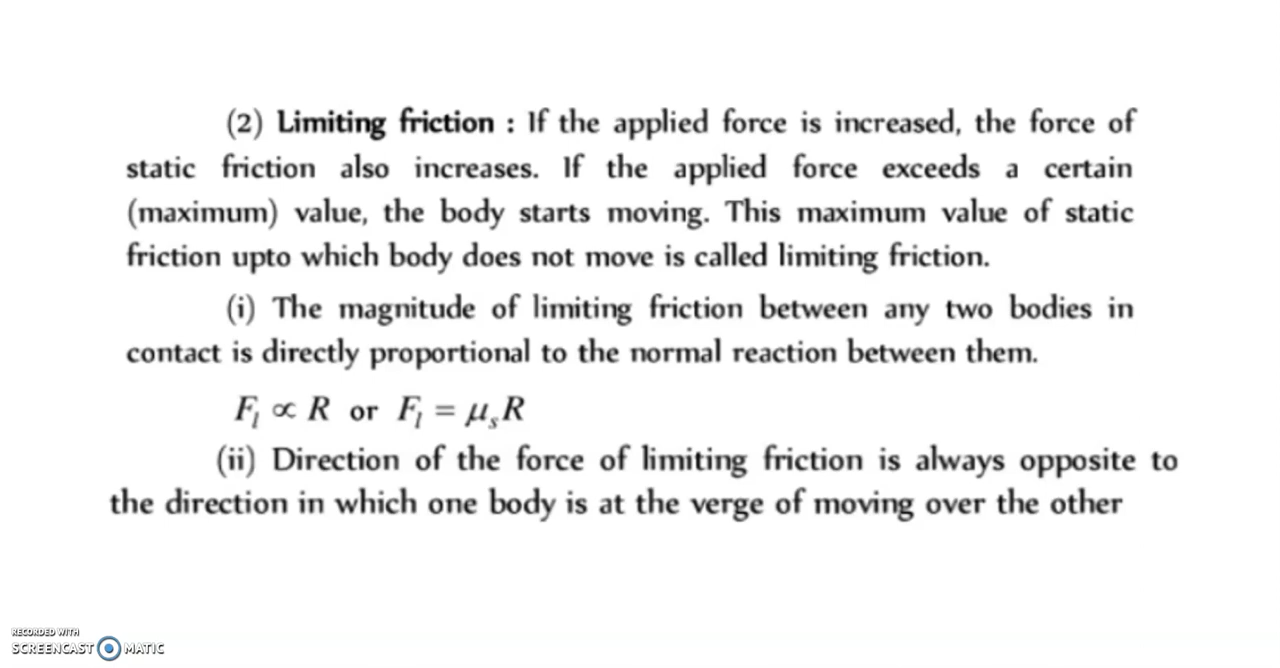 (2) Limiting friction : If the applied force is increased, the force of
static friction also increases. If the applied force exceeds a certain
(maximum) value, the body starts moving. This maximum value of static
friction upto which body does not move is called limiting friction.
(i) The magnitude of limiting friction between any two bodies in
contact is directly proportional to the normal reaction between them.
F_l ∝ R or F_l = μ_s R
(ii) Direction of the force of limiting friction is always opposite to
the direction in which one body is at the verge of moving over the other
RECORDED WITH
SCREENCAST MATIC